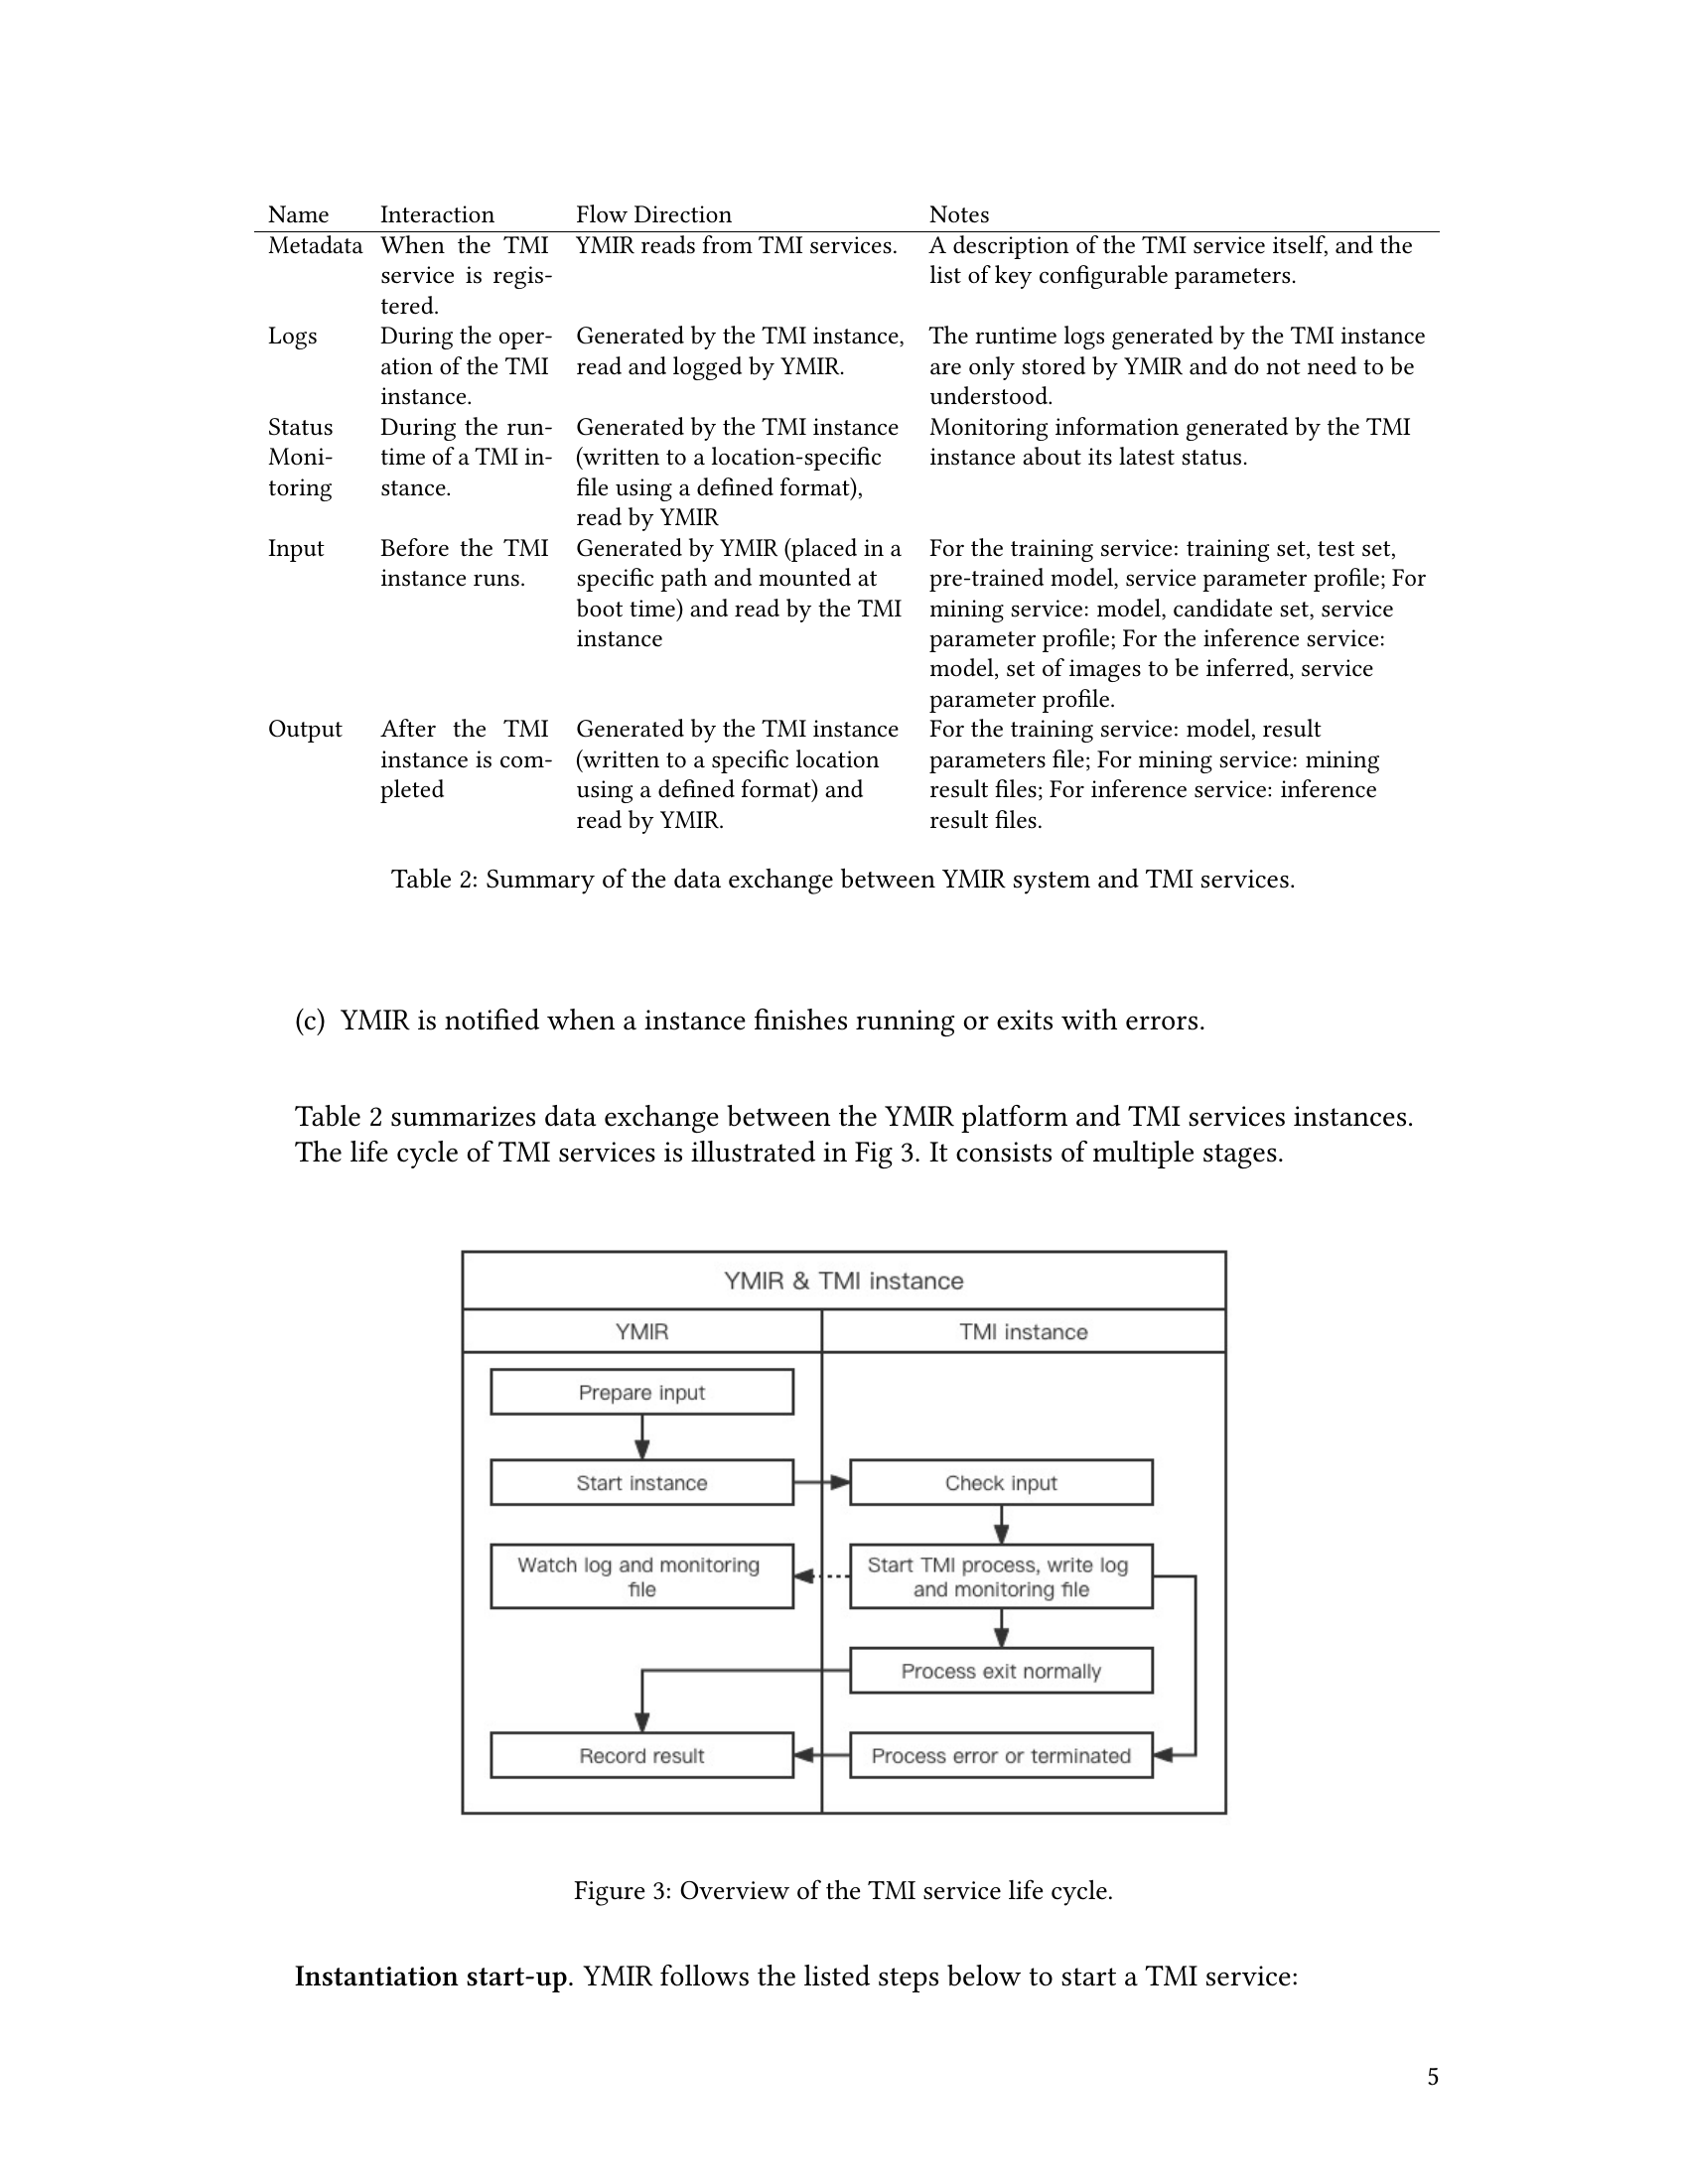 Name Interaction Flow Direction Notes
Metadata When the TMI YMIR reads from TMI services. A description of the TMI service itself, and the
service is regis- list of key configurable parameters.
tered.
Logs During the oper- Generated by the TMI instance, The runtime logs generated by the TMI instance
ation of the TMI read and logged by YMIR. are only stored by YMIR and do not need to be
instance. understood.
Status During the run- Generated by the TMI instance Monitoring information generated by the TMI
Moni- time of a TMI in- (written to a location-specific instance about its latest status.
toring stance. file using a defined format),
read by YMIR
Input Before the TMI Generated by YMIR (placed in a For the training service: training set, test set,
instance runs. specific path and mounted at pre-trained model, service parameter profile; For
boot time) and read by the TMI mining service: model, candidate set, service
instance parameter profile; For the inference service:
model, set of images to be inferred, service
parameter profile.
Output After the TMI Generated by the TMI instance For the training service: model, result
instance is com- (written to a specific location parameters file; For mining service: mining
pleted using a defined format) and result files; For inference service: inference
read by YMIR. result files.
Table 2: Summary of the data exchange between YMIR system and TMI services.
(c) YMIR is notified when a instance finishes running or exits with errors.
Table 2 summarizes data exchange between the YMIR platform and TMI services instances.
The life cycle of TMI services is illustrated in Fig 3. It consists of multiple stages.
YMIR & TMI instance
YMIR TMI instance
Prepare input
Start instance Check input
Watch log and monitoring Start TMI process, write log
file and monitoring file
Process exit normally
Record result Process error or terminated
Figure 3: Overview of the TMI service life cycle.
Instantiation start-up. YMIR follows the listed steps below to start a TMI service:
5